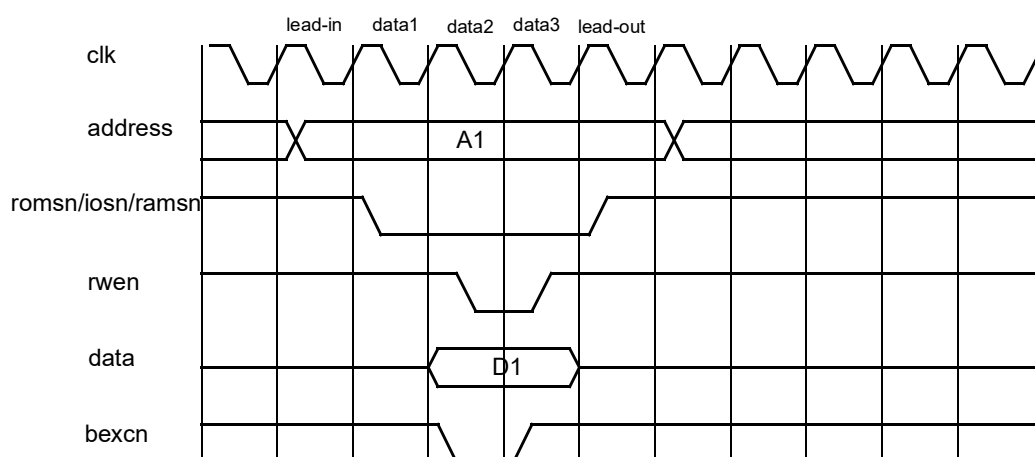 lead-in data1 data2 data3 lead-out
clk
address A1
romsn/iosn/ramsn
rwen
data D1
bexcn